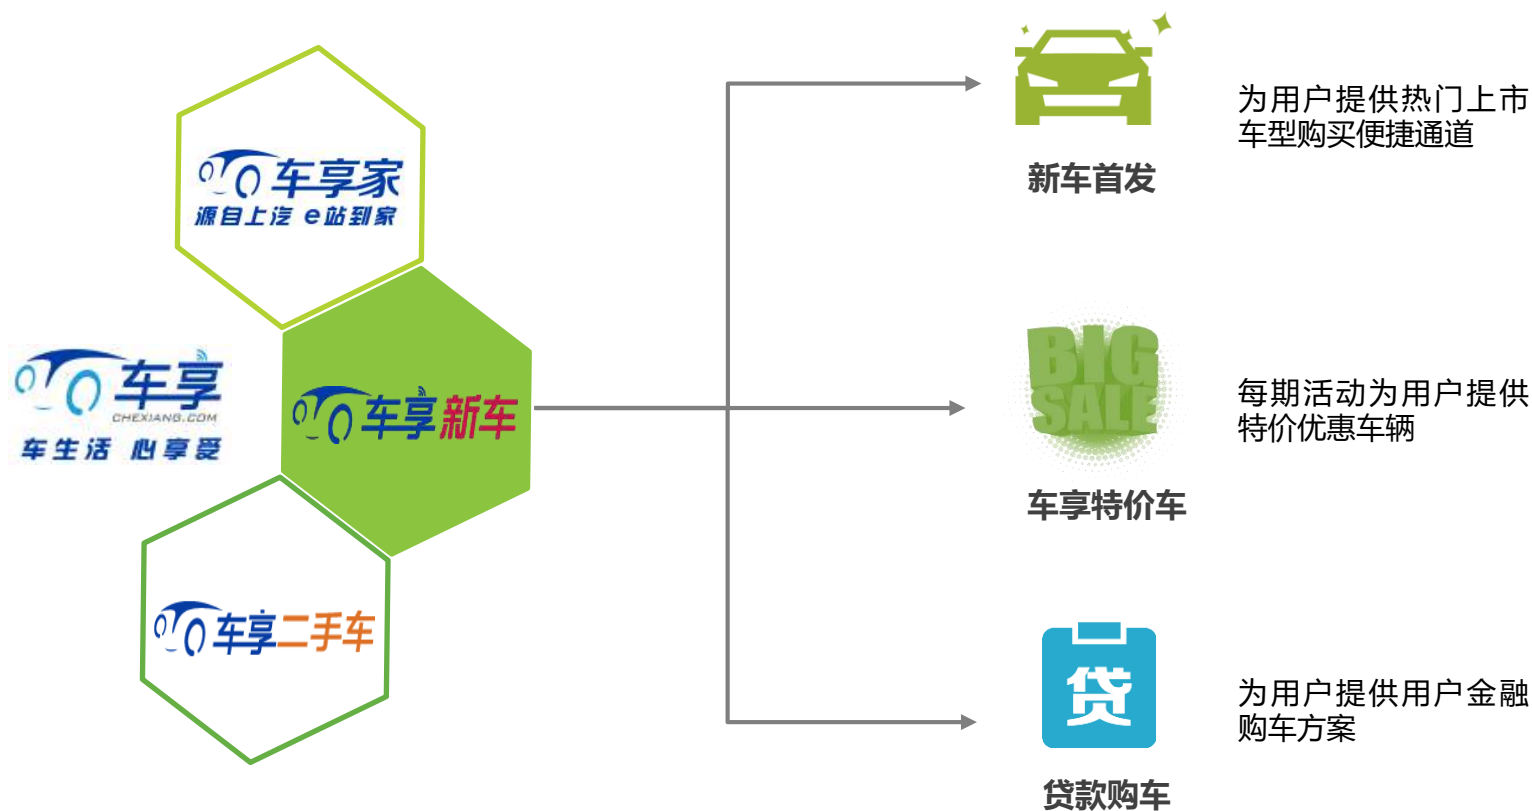 车享家
源自上汽 e站到家
车享
CHEXIANG.COM
车生活 心享受
车享新车
车享二手车
新车首发
为用户提供热门上市
车型购买便捷通道
BIG
SALE
车享特价车
每期活动为用户提供
特价优惠车辆
贷
贷款购车
为用户提供用户金融
购车方案